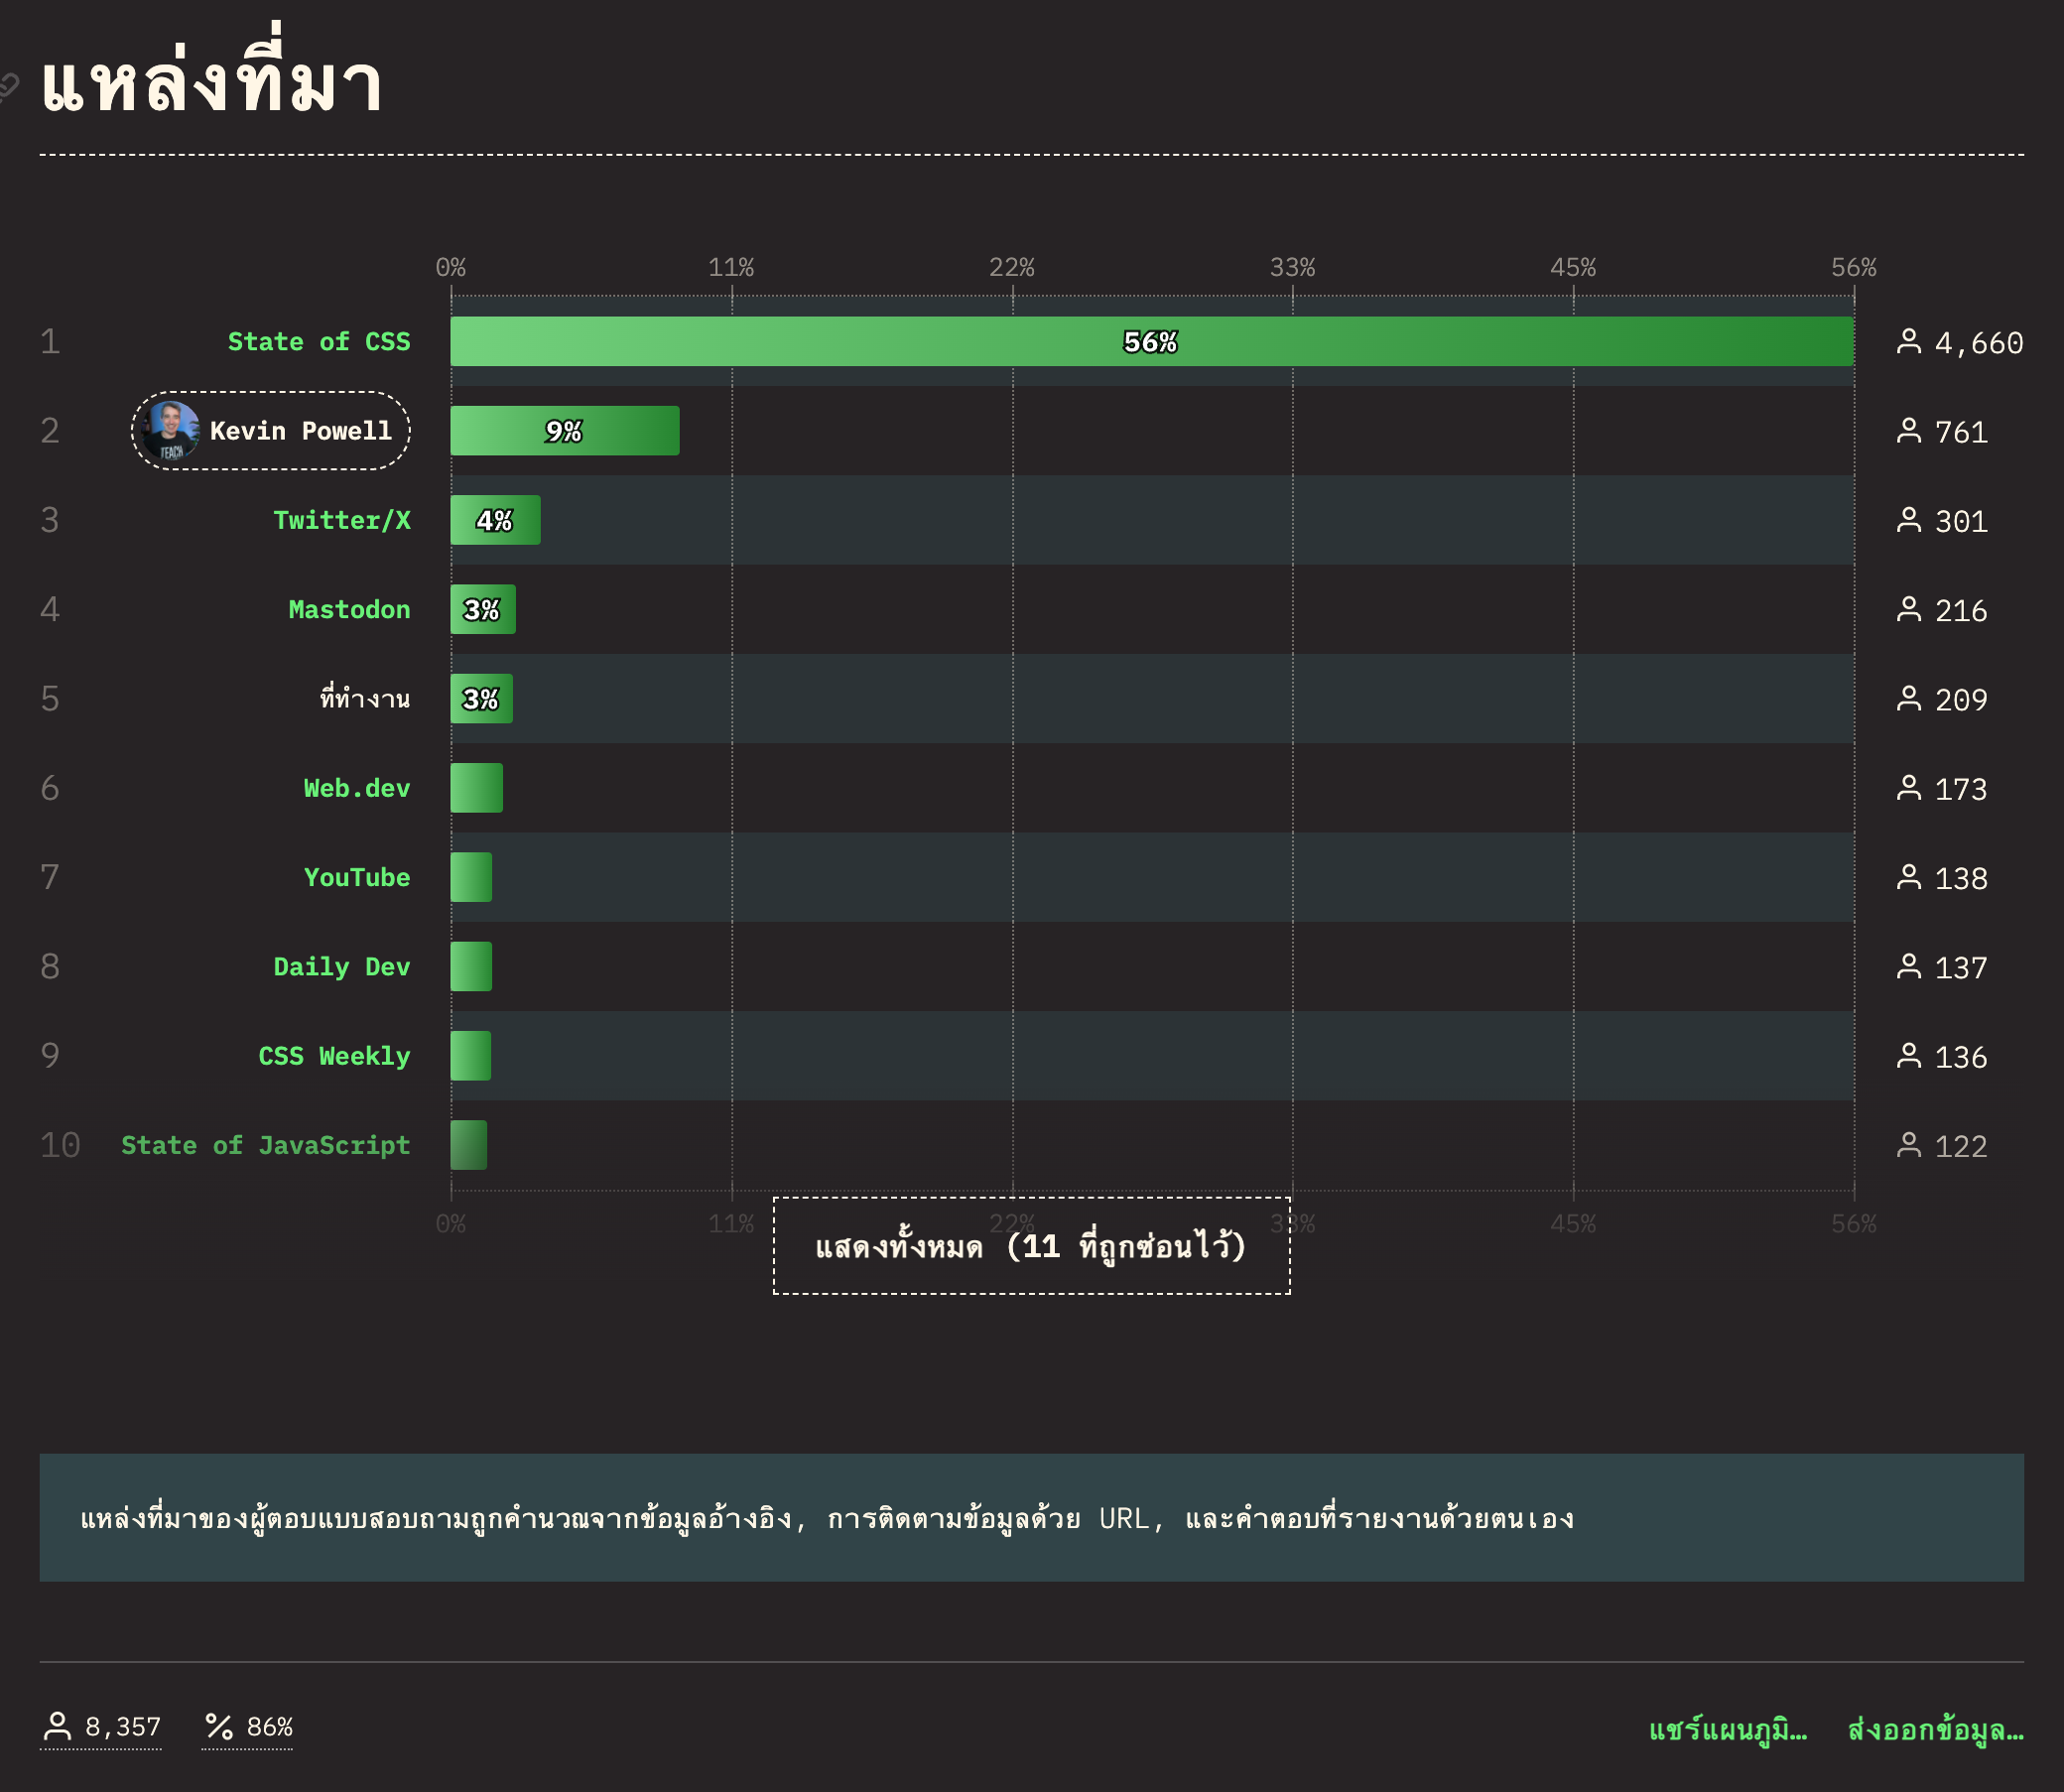 แหล่งที่มา
0% 11% 22% 33% 45% 56%
1 State of CSS 56% 4,660
2 Kevin Powell 9% 761
3 Twitter/X 4% 301
4 Mastodon 3% 216
5 ที่ทำงาน 3% 209
6 Web.dev 173
7 YouTube 138
8 Daily Dev 137
9 CSS Weekly 136
10 State of JavaScript 122
0% 11% 22% 33% 45% 56%
แสดงทั้งหมด (11 ที่ถูกซ่อนไว้)
แหล่งที่มาของผู้ตอบแบบสอบถามถูกคำนวณจากข้อมูลอ้างอิง, การติดตามข้อมูลด้วย URL, และคำตอบที่รายงานด้วยตนเอง
8,357 86% แชร์แผนภูมิ… ส่งออกข้อมูล…